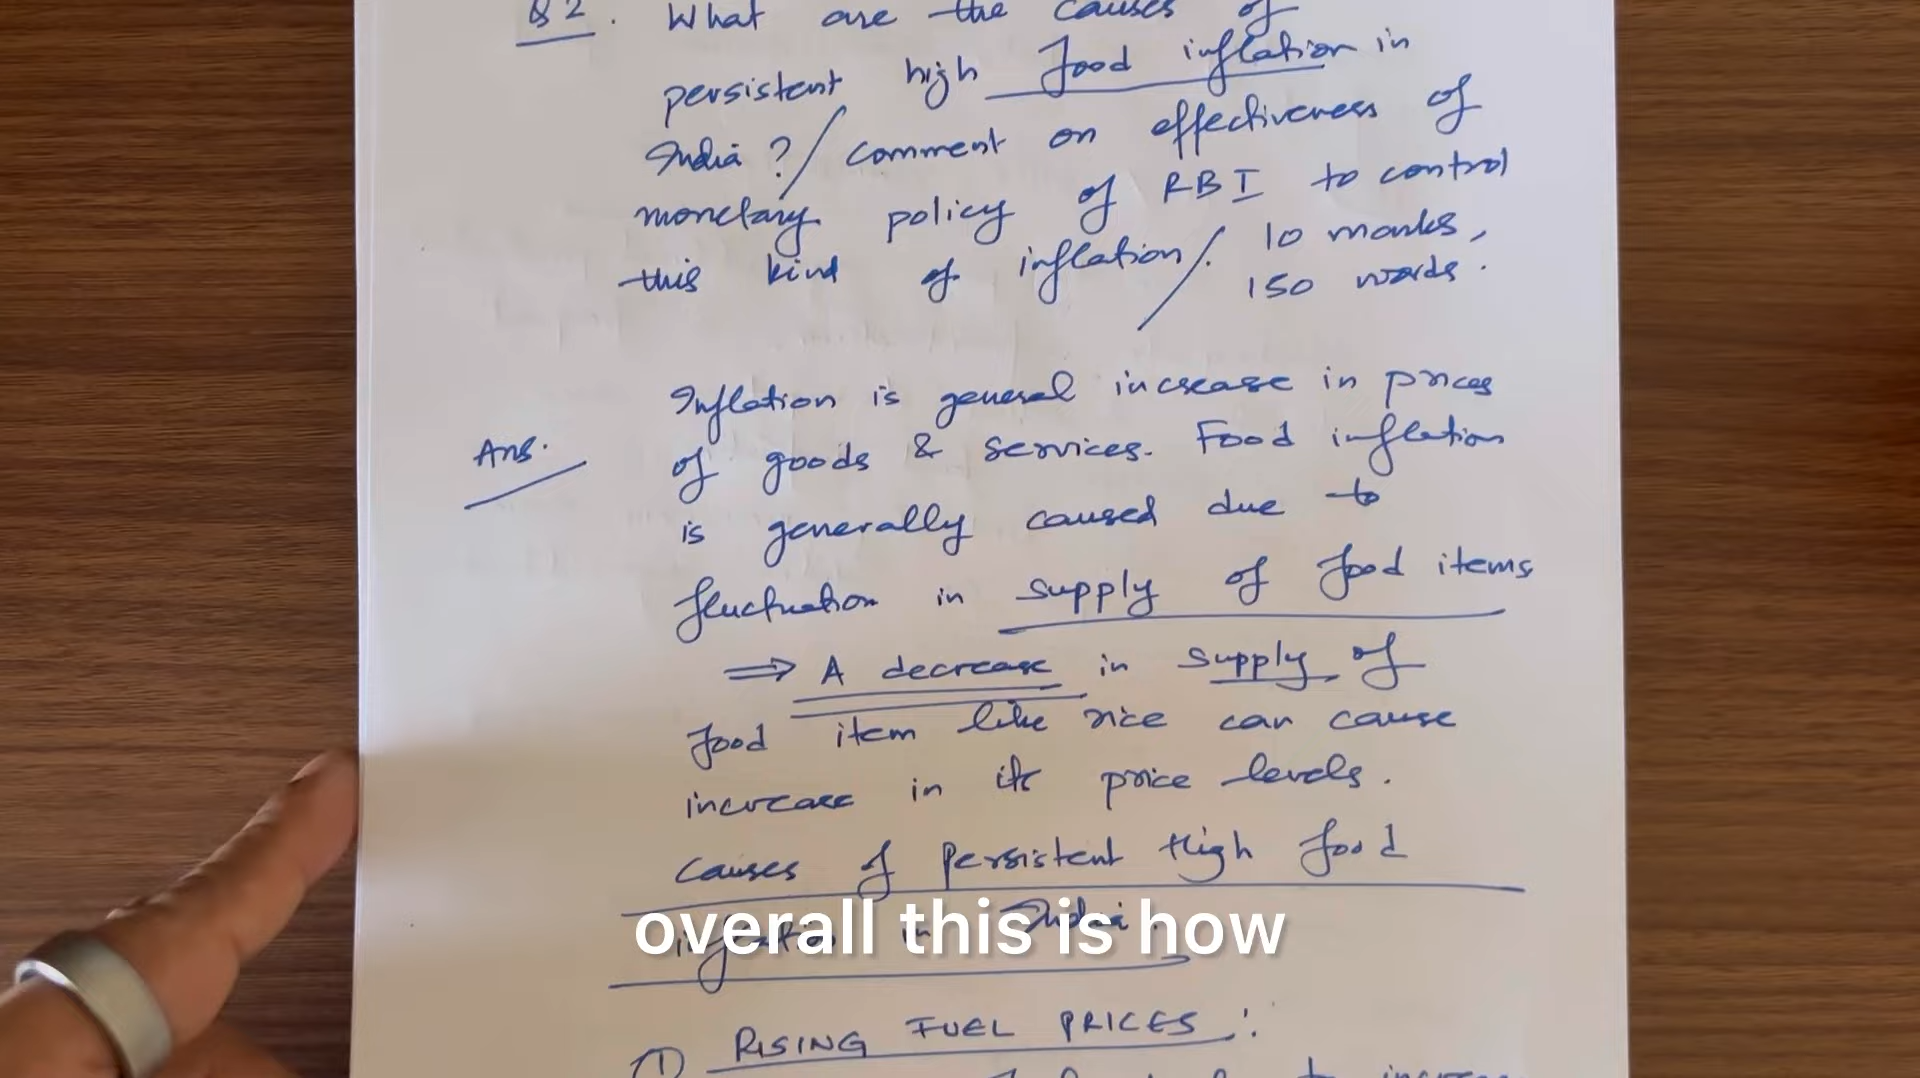 Q2. What are the causes of
persistent high food inflation in
India ? / comment on effectiveness of
monetary policy of RBI to control
this kind of inflation /. 10 marks,
150 words.
Ans.
Inflation is general increase in prices
of goods & services. Food inflation
is generally caused due to
fluctuation in supply of food items
⇒ A decrease in supply of
food item like rice can cause
increase in its price levels.
Causes of Persistent High food
inflation in India.
overall this is how
1) RISING FUEL PRICES :